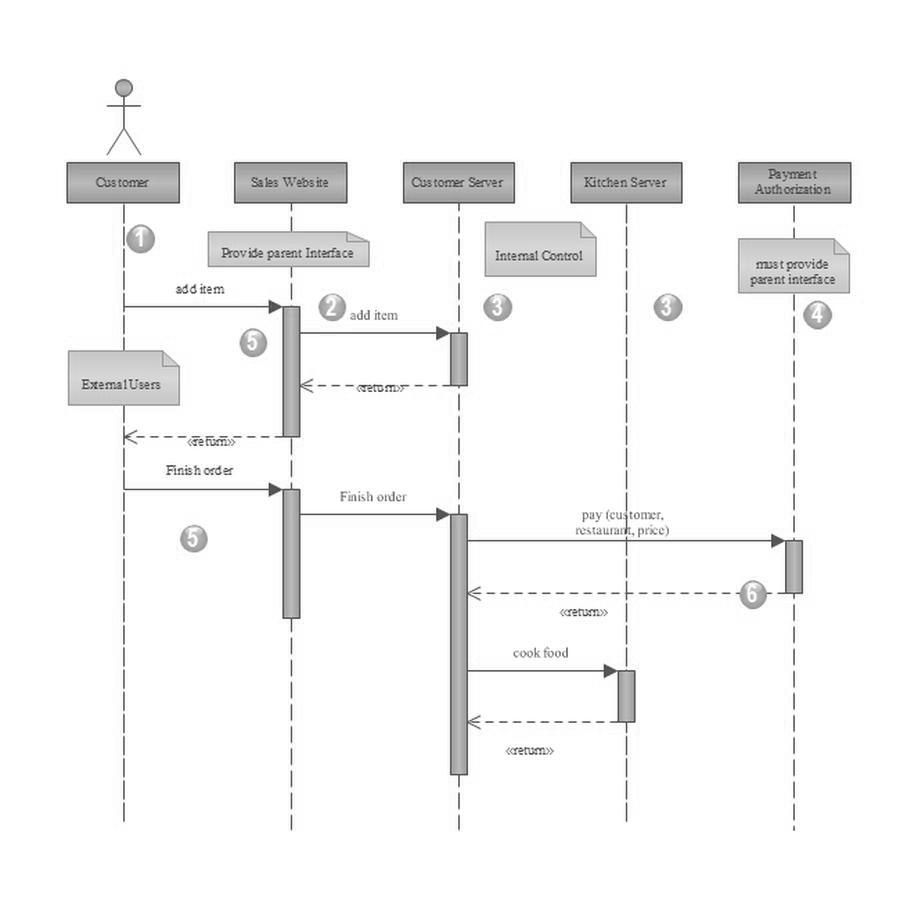 Customer
Sales Website
Customer Server
Kitchen Server
Payment
Authorization
1
Provide parent Interface
Internal Control
must provide
parent interface
add item
2
add item
3
3
4
5
External Users
«return»
«return»
Finish order
Finish order
5
pay (customer,
restaurant, price)
6
«return»
cook food
«return»